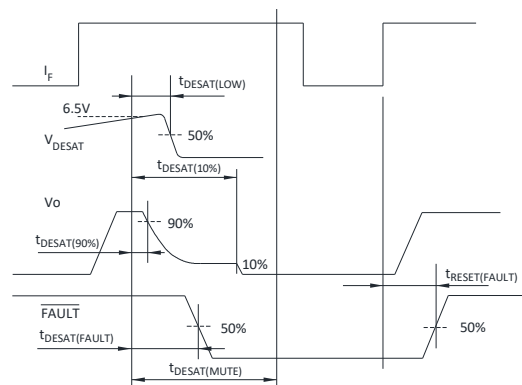 I_F
t_DESAT(LOW)
6.5V
V_DESAT
50%
t_DESAT(10%)
Vo
90%
t_DESAT(90%)
10%
t_RESET(FAULT)
FAULT
50%
50%
t_DESAT(FAULT)
t_DESAT(MUTE)